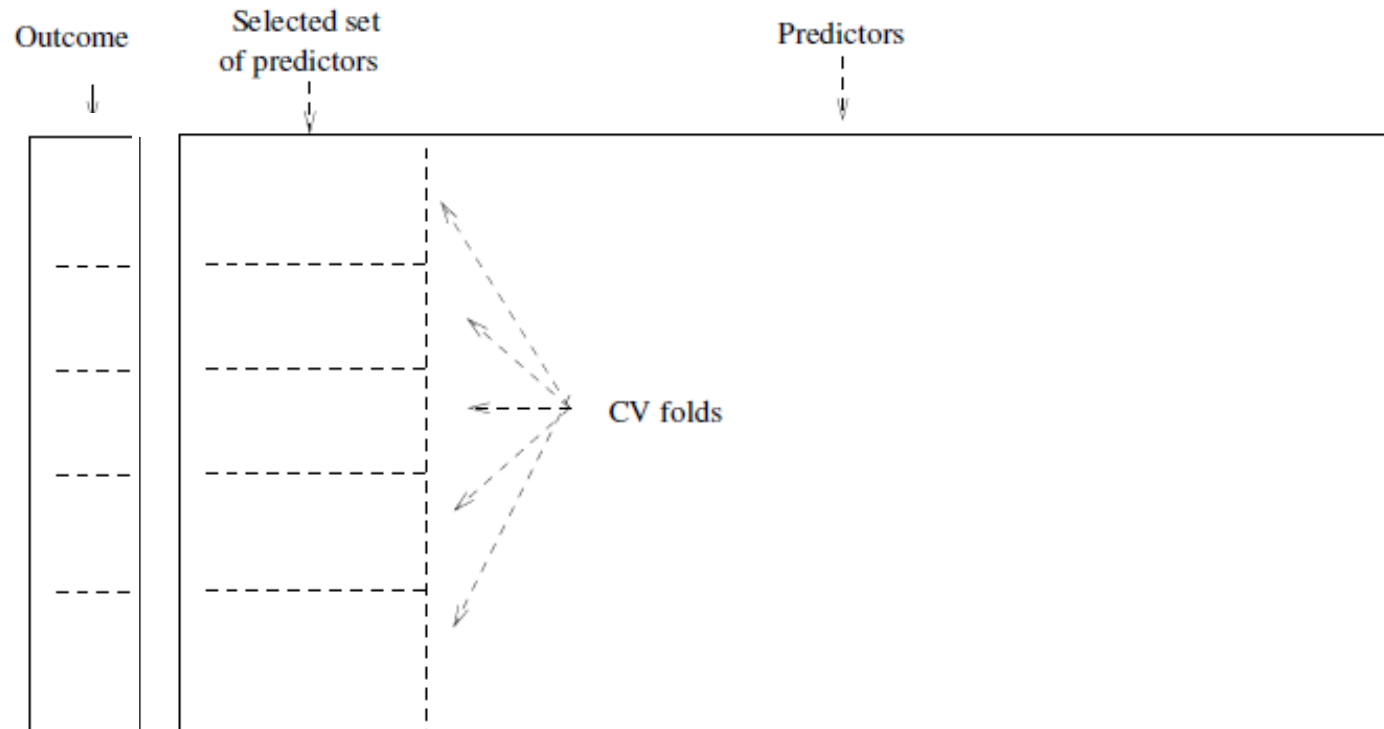 Outcome
Selected set
of predictors
Predictors
CV folds